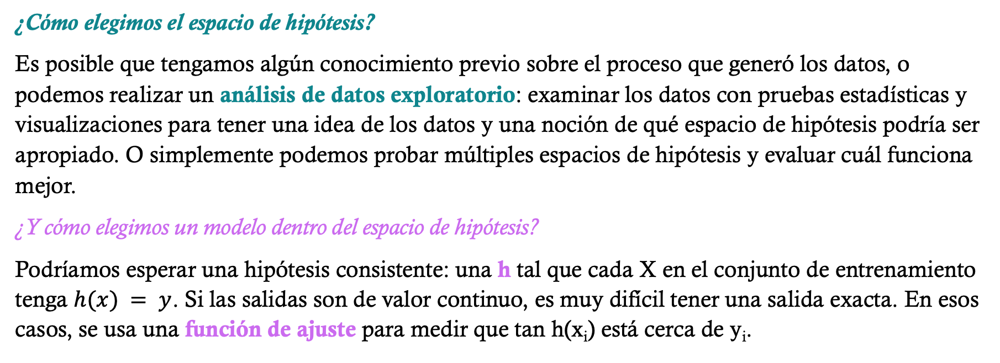 ¿Cómo elegimos el espacio de hipótesis?
Es posible que tengamos algún conocimiento previo sobre el proceso que generó los datos, o
podemos realizar un análisis de datos exploratorio: examinar los datos con pruebas estadísticas y
visualizaciones para tener una idea de los datos y una noción de qué espacio de hipótesis podría ser
apropiado. O simplemente podemos probar múltiples espacios de hipótesis y evaluar cuál funciona
mejor.
¿Y cómo elegimos un modelo dentro del espacio de hipótesis?
Podríamos esperar una hipótesis consistente: una h tal que cada X en el conjunto de entrenamiento
tenga h(x) = y. Si las salidas son de valor continuo, es muy difícil tener una salida exacta. En esos
casos, se usa una función de ajuste para medir que tan h(xᵢ) está cerca de yᵢ.